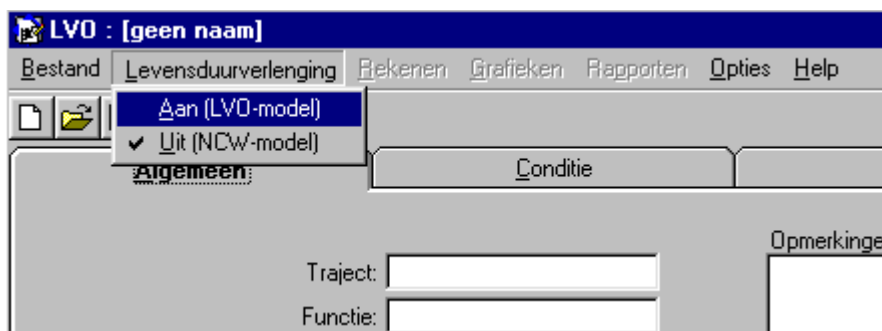 LVO : [geen naam]
Bestand Levensduurverlenging Rekenen Grafieken Rapporten Opties Help
Aan (LVO-model)
Uit (NCW-model)
Algemeen Conditie
Opmerkinge
Traject:
Functie: